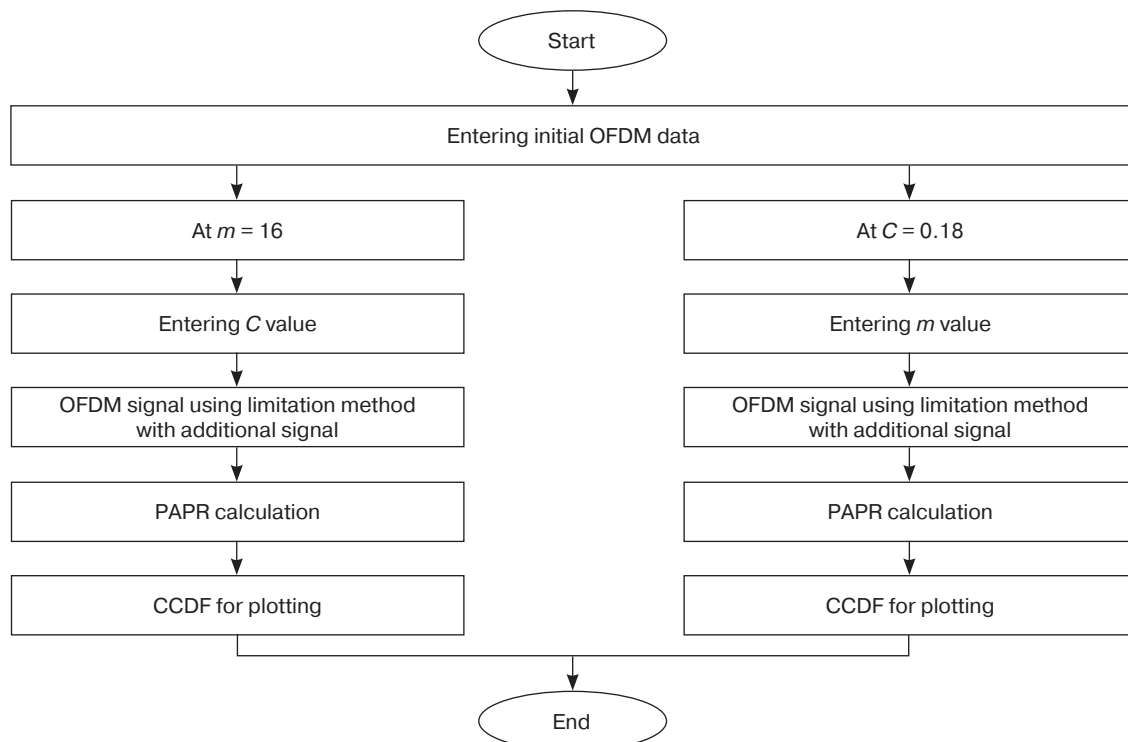 Start
Entering initial OFDM data
At m = 16
Entering C value
OFDM signal using limitation method
with additional signal
PAPR calculation
CCDF for plotting
At C = 0.18
Entering m value
OFDM signal using limitation method
with additional signal
PAPR calculation
CCDF for plotting
End